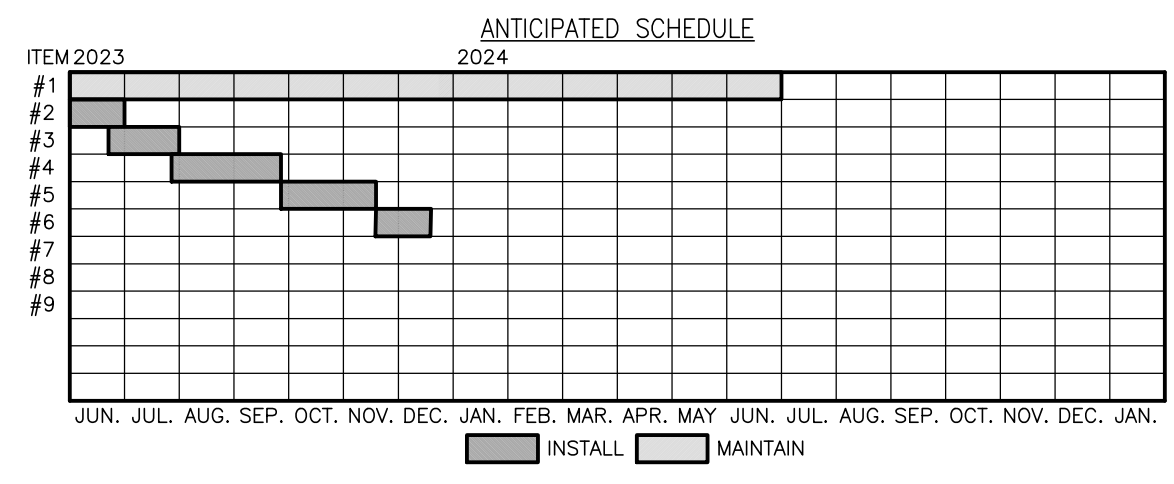 ANTICIPATED SCHEDULE
ITEM 2023 2024
#1
#2
#3
#4
#5
#6
#7
#8
#9
JUN. JUL. AUG. SEP. OCT. NOV. DEC. JAN. FEB. MAR. APR. MAY JUN. JUL. AUG. SEP. OCT. NOV. DEC. JAN.
INSTALL MAINTAIN